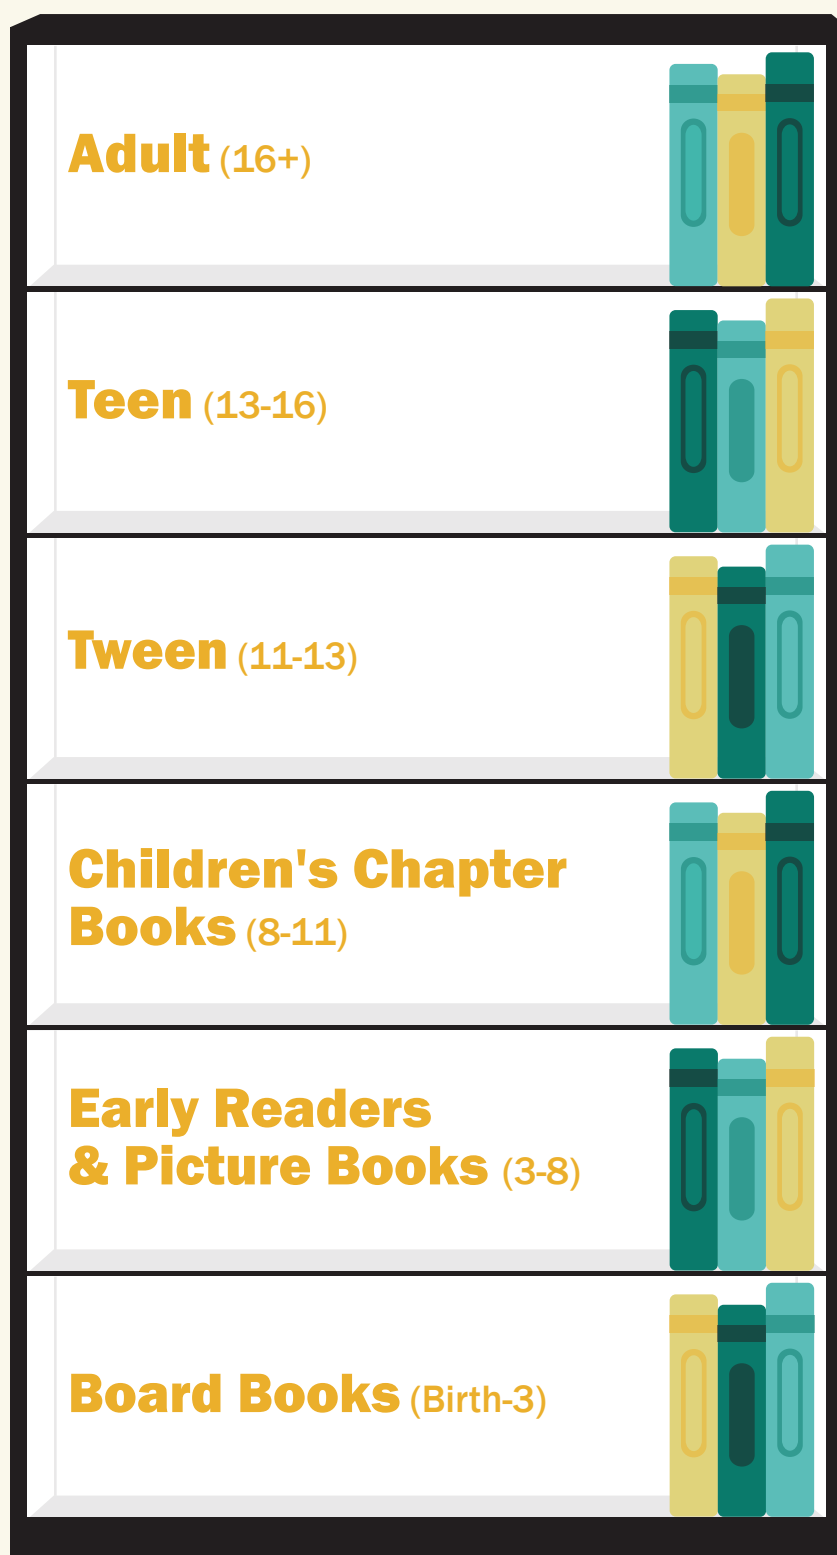 Adult (16+)
Teen (13-16)
Tween (11-13)
Children's Chapter
Books (8-11)
Early Readers
& Picture Books (3-8)
Board Books (Birth-3)